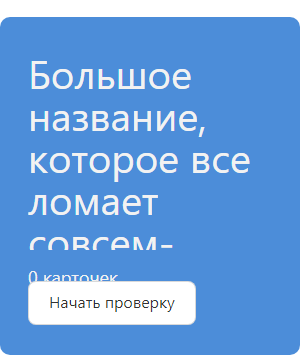 Большое
название,
которое все
ломает
совсем-
0 карточек
Начать проверку